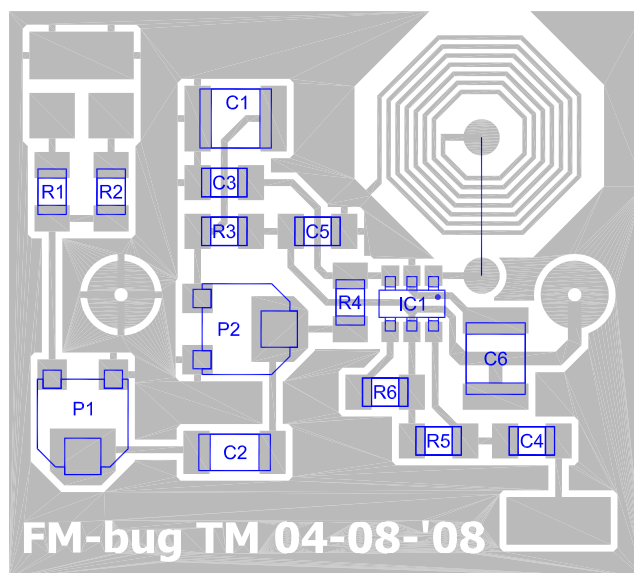 C1
R1 R2 C3
R3 C5
R4 IC1
P2
C6
R6
P1
R5 C4
C2
FM-bug TM 04-08-'08